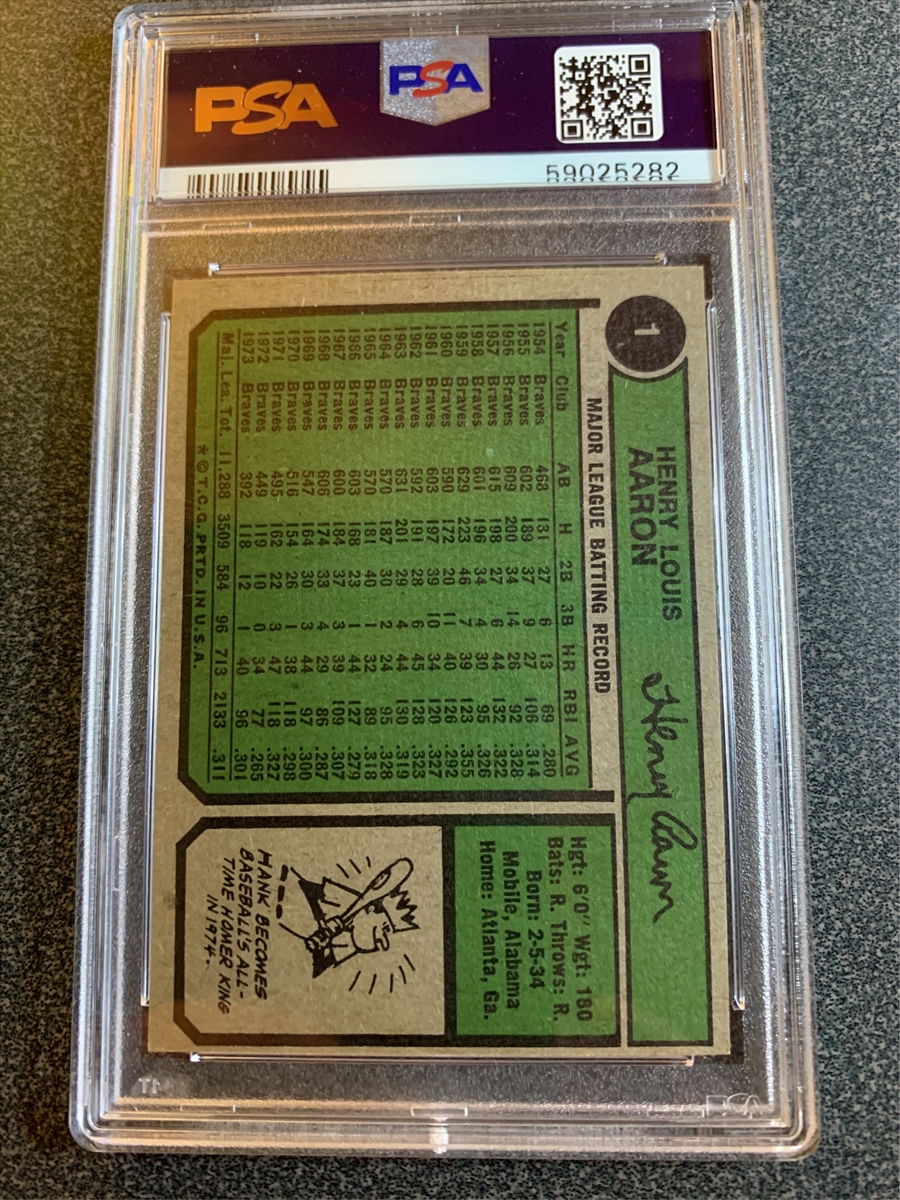 PSA
PSA
59025282
1
HENRY LOUIS
AARON
Henry Aaron
MAJOR LEAGUE BATTING RECORD
Year Club AB H 2B 3B HR RBI AVG
1954 Braves 468 131 27 6 13 69 .280
1955 Braves 602 189 37 9 27 106 .314
1956 Braves 609 200 34 14 26 92 .328
1957 Braves 615 198 27 6 44 132 .322
1958 Braves 601 196 34 4 30 95 .326
1959 Braves 629 223 46 7 39 123 .355
1960 Braves 590 172 20 11 40 126 .292
1961 Braves 603 197 39 10 34 120 .327
1962 Braves 592 191 28 6 45 128 .323
1963 Braves 631 201 29 4 44 130 .319
1964 Braves 570 187 30 2 24 95 .328
1965 Braves 570 181 40 1 32 89 .318
1966 Braves 603 168 23 1 44 127 .279
1967 Braves 600 184 37 3 39 109 .307
1968 Braves 606 174 33 4 29 86 .287
1969 Braves 547 164 30 3 44 97 .300
1970 Braves 516 154 26 1 38 118 .298
1971 Braves 495 162 22 3 47 118 .327
1972 Braves 449 119 10 0 34 77 .265
1973 Braves 392 118 12 1 40 96 .301
Maj. Lea. Tot. 11,288 3509 584 96 713 2133 .311
* © T.C.G. PRTD. IN U.S.A.
Hgt: 6'0" Wgt: 180
Bats: R. Throws: R.
Born: 2-5-34
Mobile, Alabama
Home: Atlanta, Ga.
HANK BECOMES
BASEBALL'S ALL-
TIME HOMER KING
IN 1974.
PSA